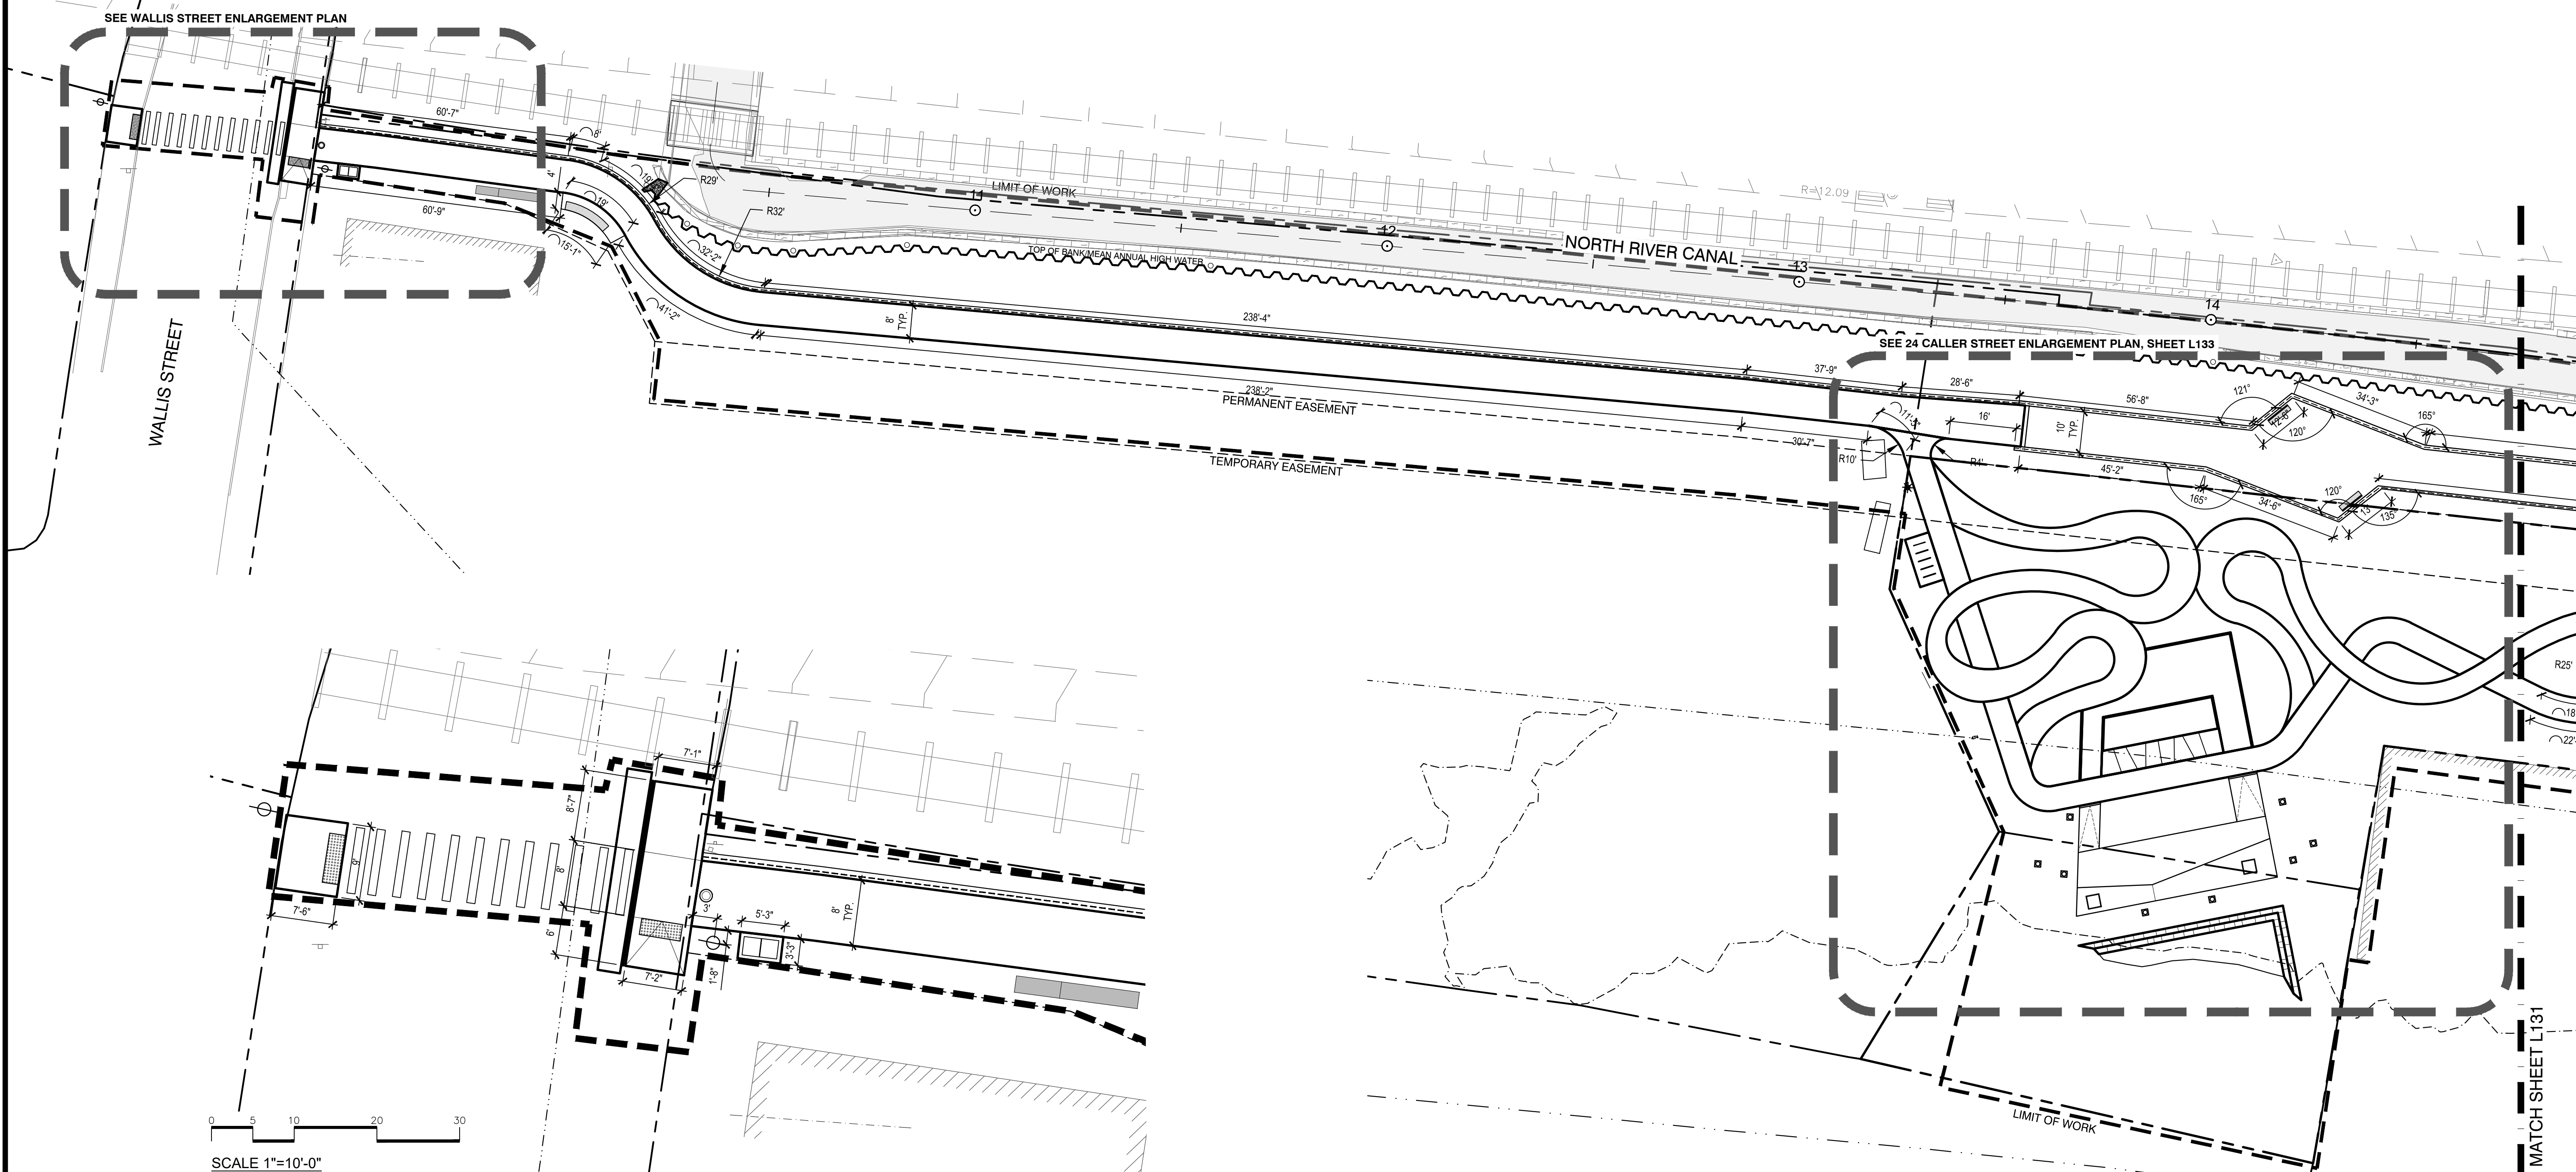 SEE WALLIS STREET ENLARGEMENT PLAN
60'-7"
8'
4'
19'
19'
R29'
R32'
60'-9"
15'-1"
32'-2"
41'-2"
LIMIT OF WORK
11
12
13
14
TOP OF BANK/MEAN ANNUAL HIGH WATER
NORTH RIVER CANAL
R=12.09
8'
TYP.
238'-4"
238'-2"
PERMANENT EASEMENT
TEMPORARY EASEMENT
WALLIS STREET
SEE 24 CALLER STREET ENLARGEMENT PLAN, SHEET L133
37'-9"
28'-6"
16'
30'-7"
R10'
R4'
10'
TYP.
56'-8"
121°
120°
34'-3"
165°
45'-2"
165°
34'-6"
120°
13'
135°
R25'
18'
22'
7'-1"
8'-7"
9'
8'
6'
7'-6"
7'-2"
3'
5'-3"
3'-3"
1'-8"
8'
TYP.
0 5 10 20 30
SCALE 1"=10'-0"
LIMIT OF WORK
MATCH SHEET L131